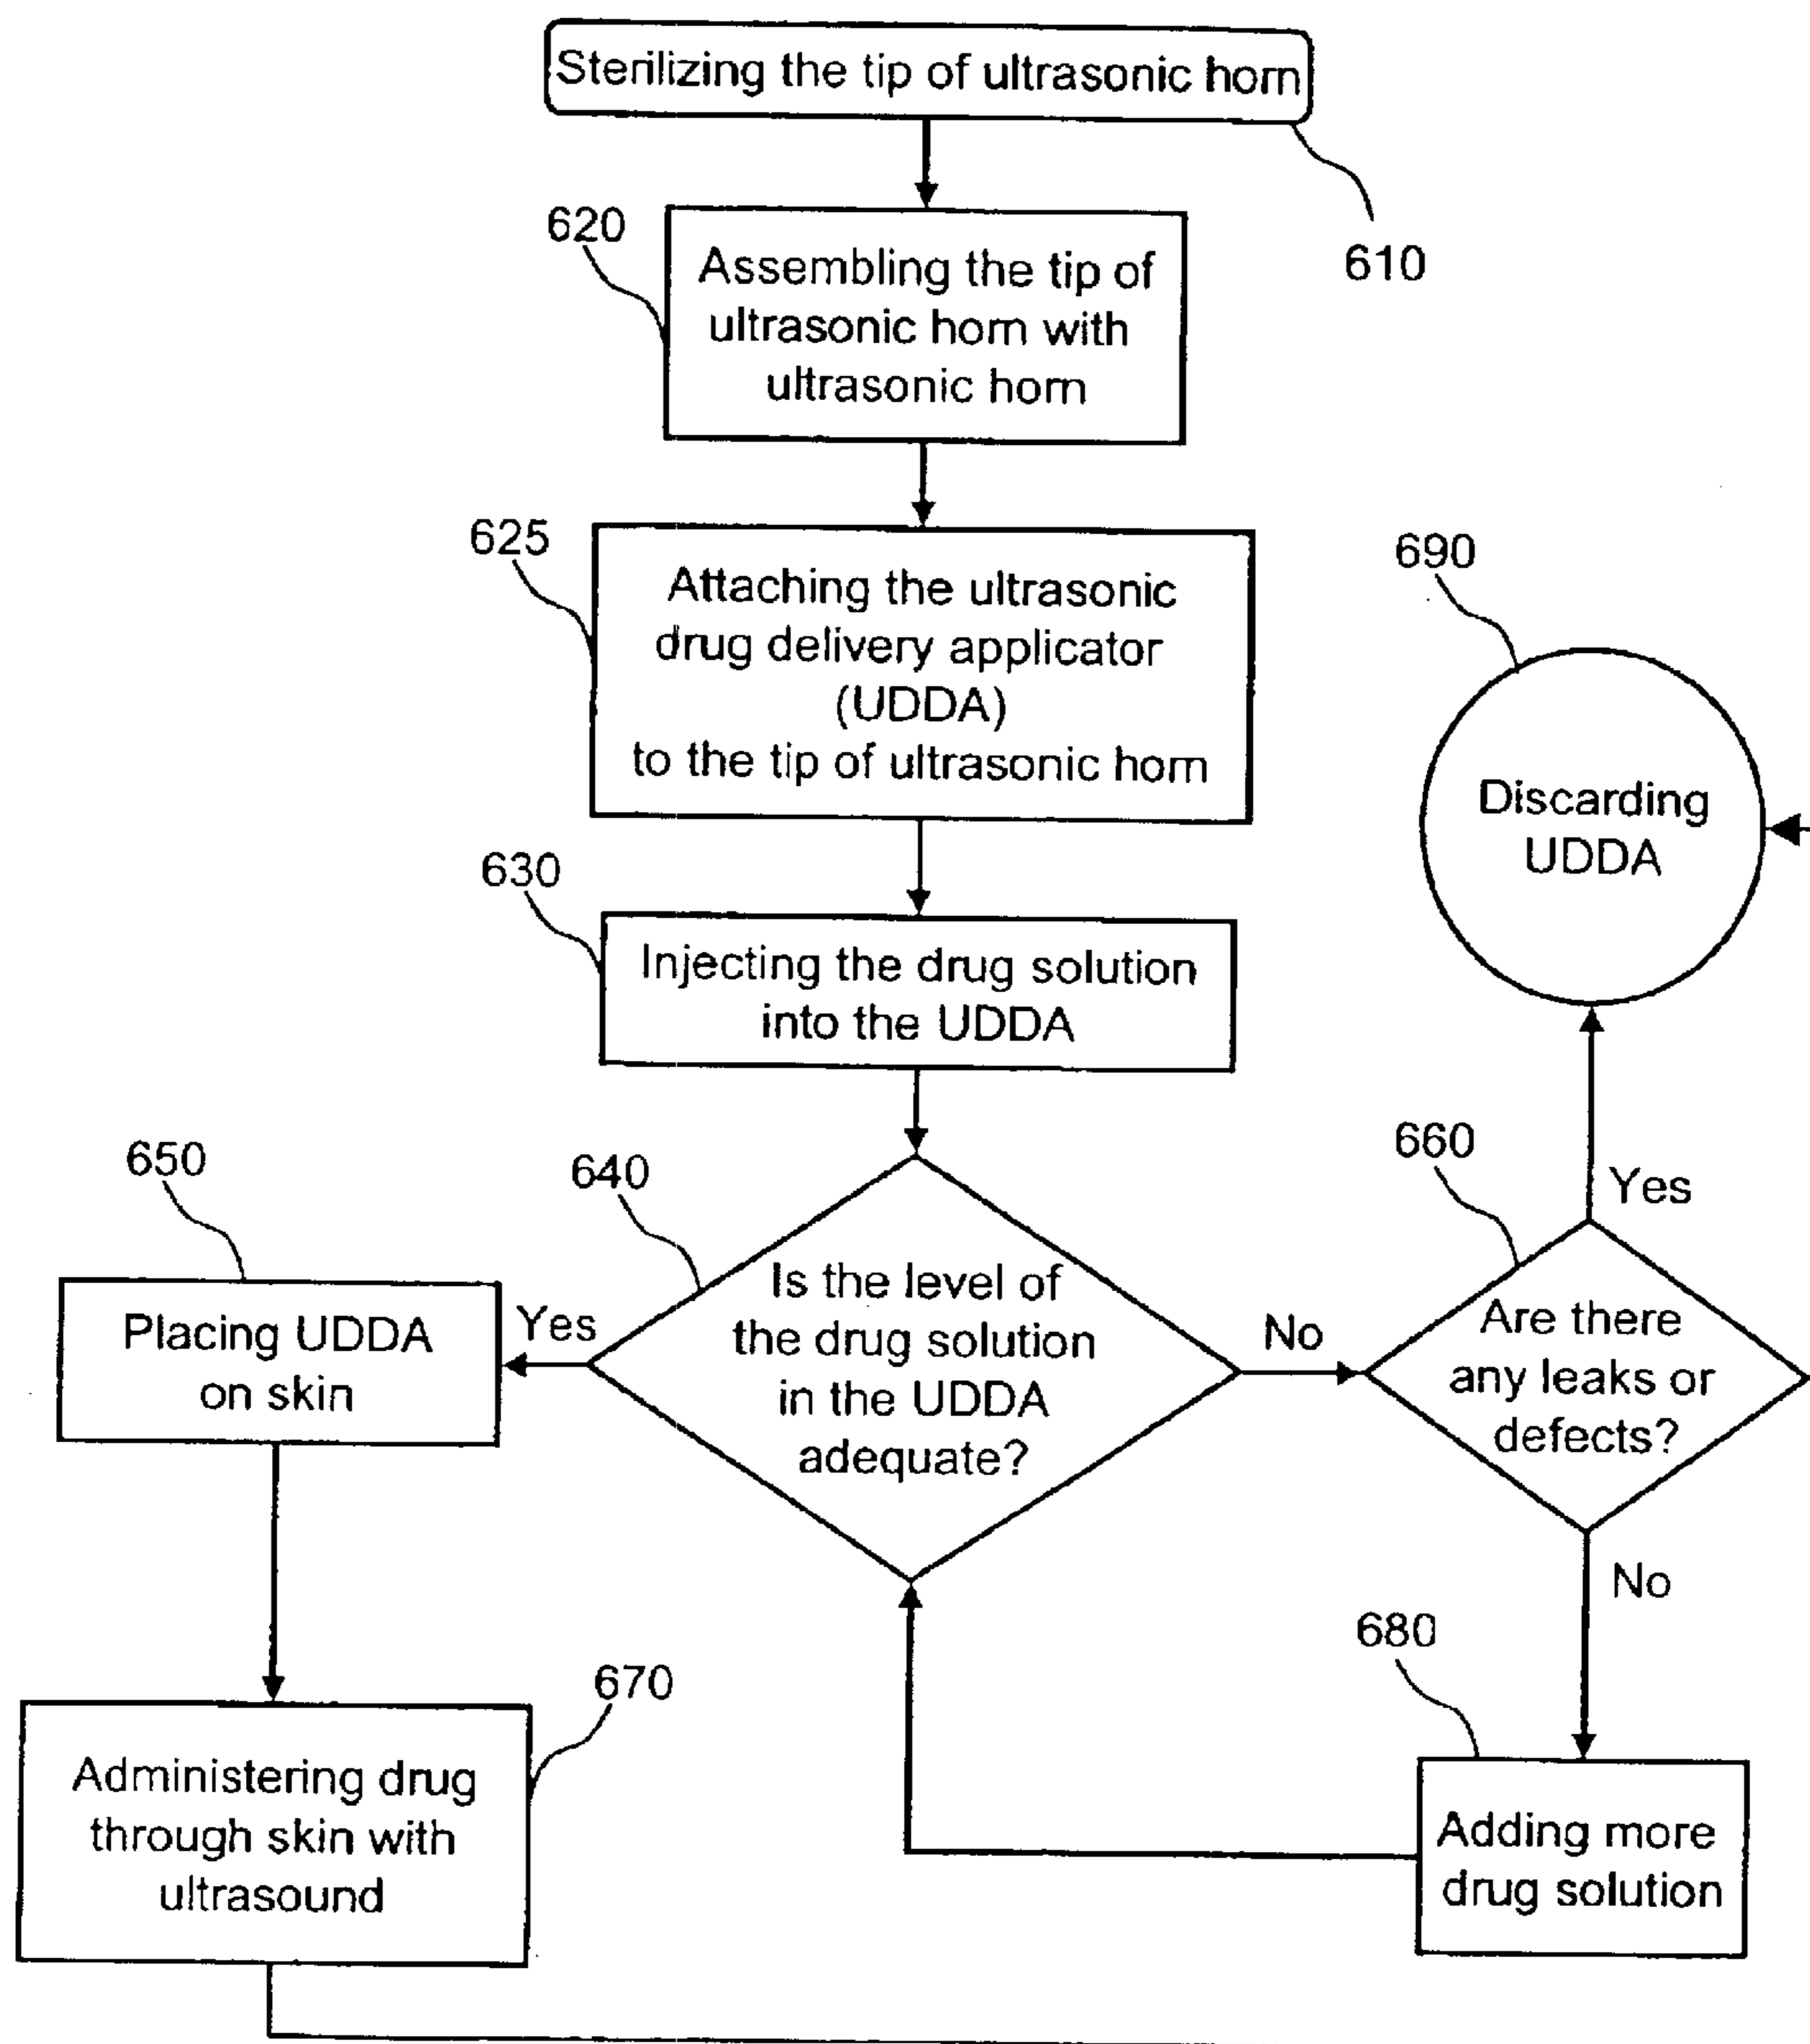 Sterilizing the tip of ultrasonic horn
610
620
Assembling the tip of
ultrasonic horn with
ultrasonic horn
625
Attaching the ultrasonic
drug delivery applicator
(UDDA)
to the tip of ultrasonic horn
690
Discarding
UDDA
630
Injecting the drug solution
into the UDDA
650
Placing UDDA
on skin
Yes
640
Is the level of
the drug solution
in the UDDA
adequate?
No
660
Yes
Are there
any leaks or
defects?
No
670
Administering drug
through skin with
ultrasound
680
Adding more
drug solution